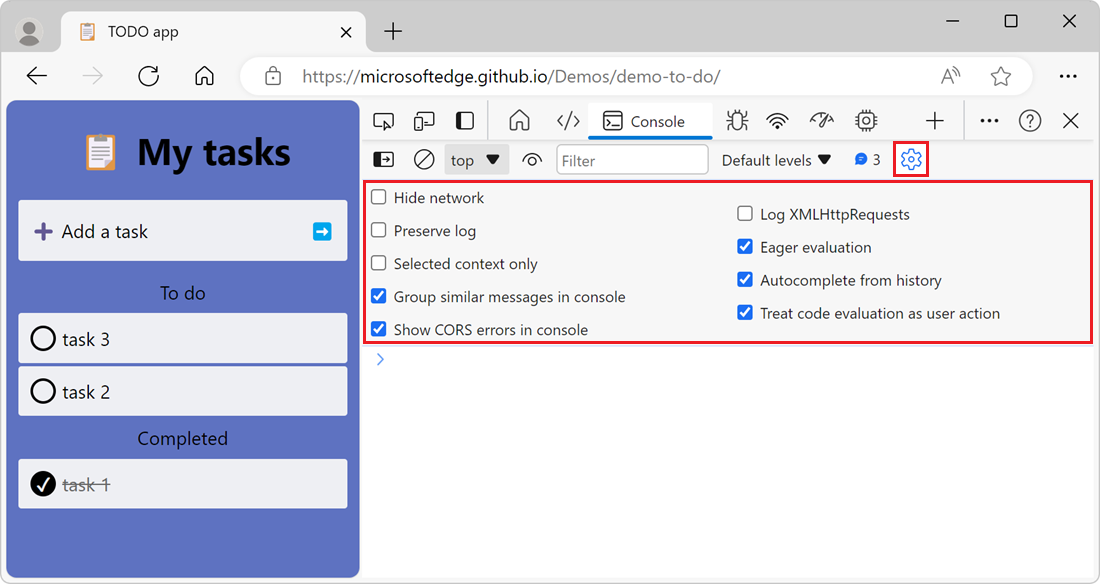 TODO app
https://microsoftedge.github.io/Demos/demo-to-do/
My tasks
Add a task
To do
task 3
task 2
Completed
task 1
Console
top
Filter
Default levels
3
Hide network
Preserve log
Selected context only
Group similar messages in console
Show CORS errors in console
Log XMLHttpRequests
Eager evaluation
Autocomplete from history
Treat code evaluation as user action